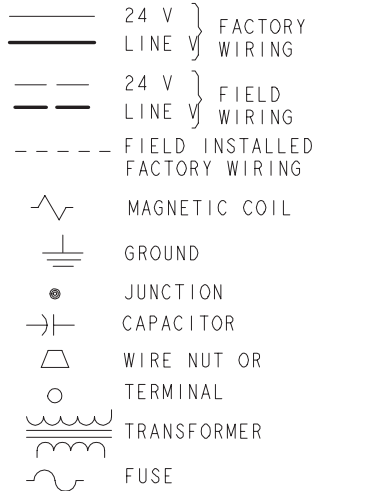 24 V
LINE V
FACTORY
WIRING
24 V
LINE V
FIELD
WIRING
FIELD INSTALLED
FACTORY WIRING
MAGNETIC COIL
GROUND
JUNCTION
CAPACITOR
WIRE NUT OR
TERMINAL
TRANSFORMER
FUSE